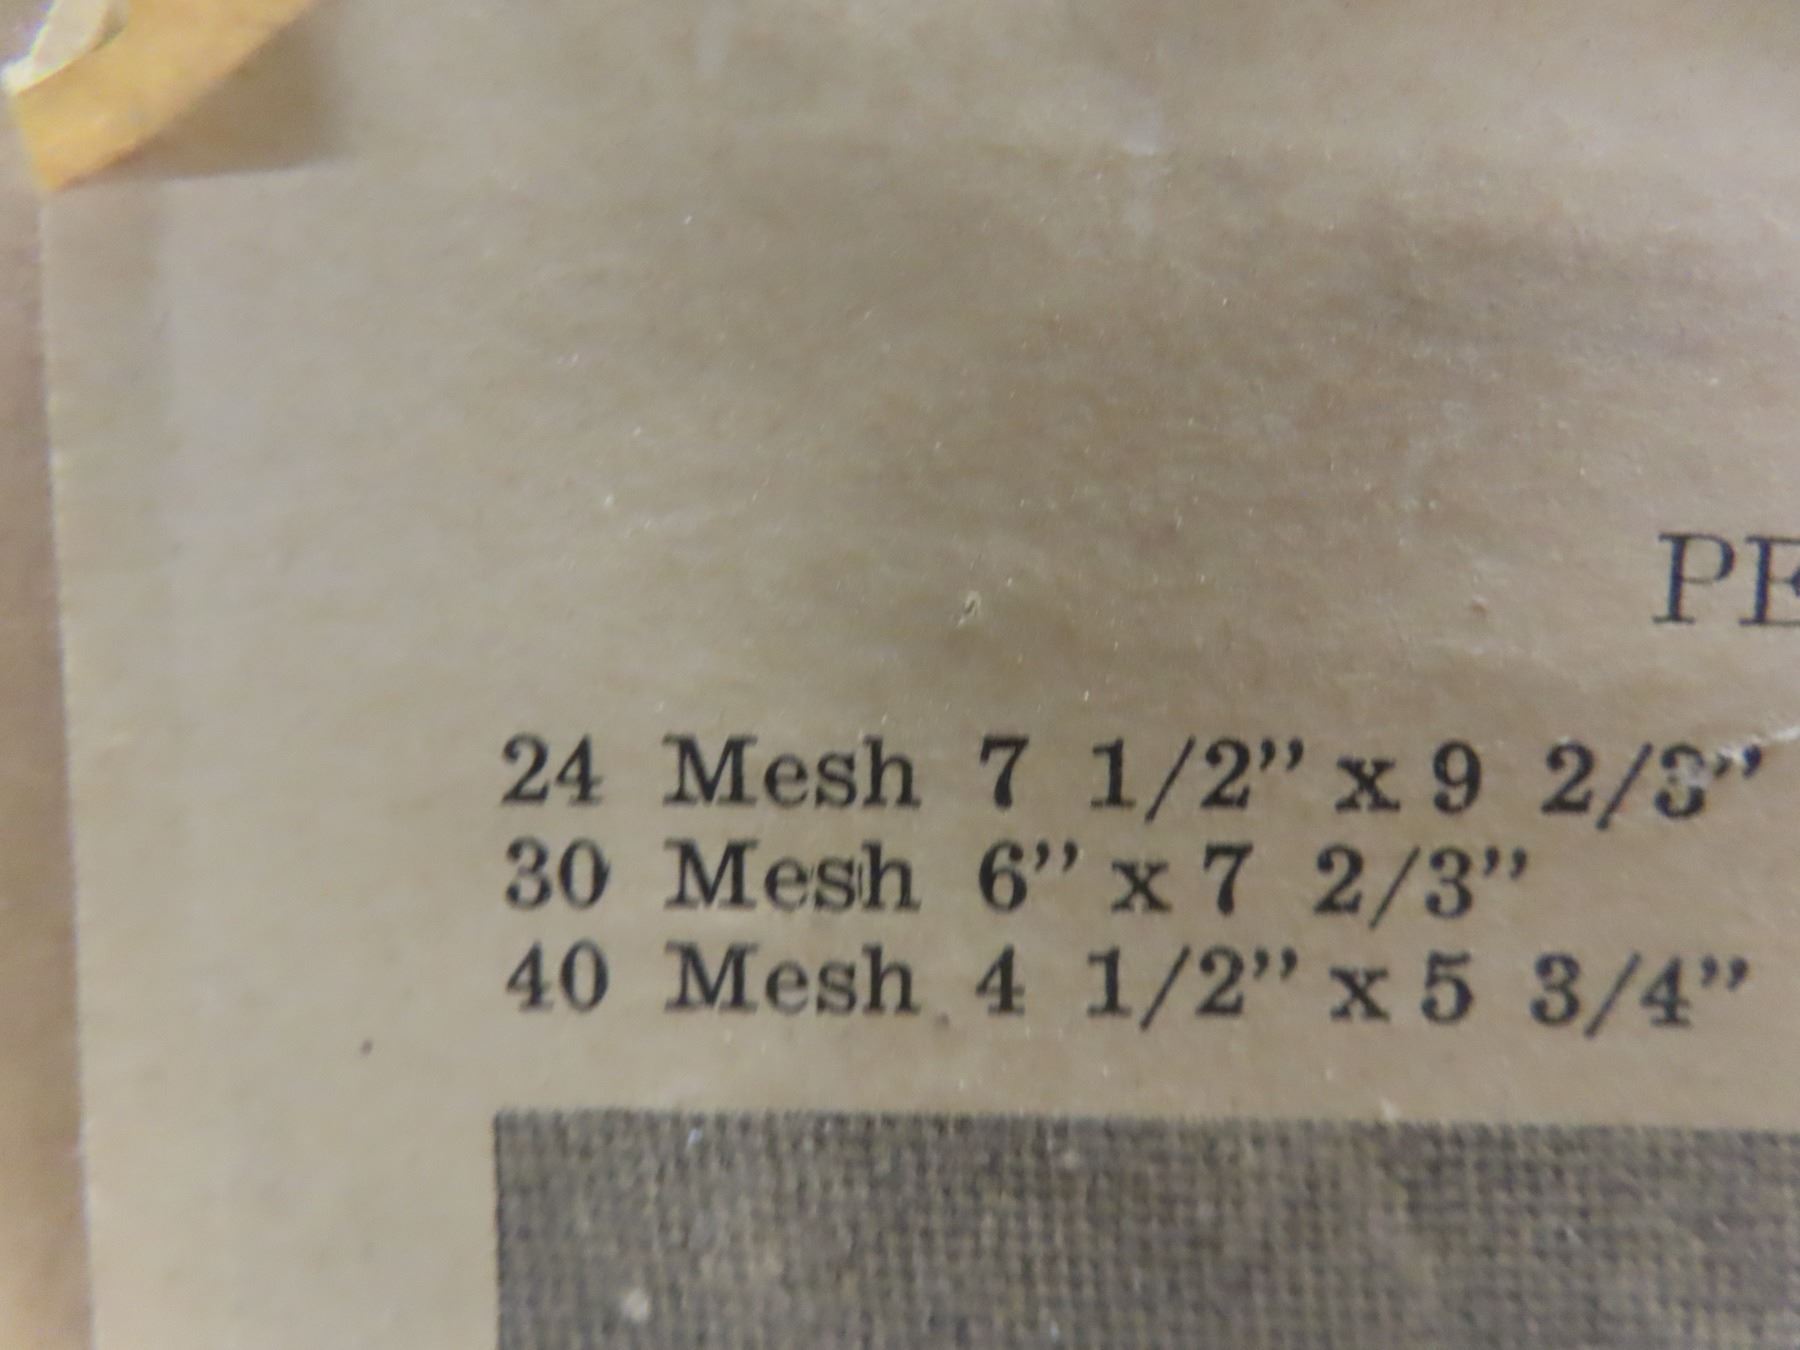 PE
24 Mesh 7 1/2” x 9 2/3”
30 Mesh 6” x 7 2/3”
40 Mesh 4 1/2” x 5 3/4”